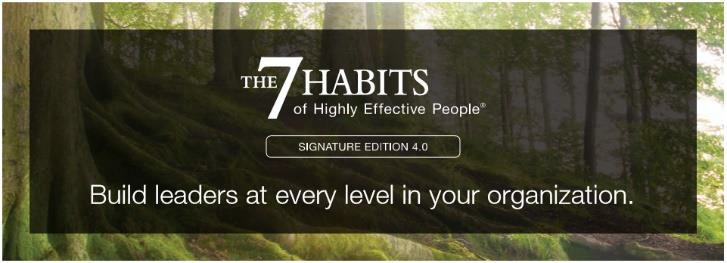 THE 7 HABITS
of Highly Effective People®
SIGNATURE EDITION 4.0
Build leaders at every level in your organization.